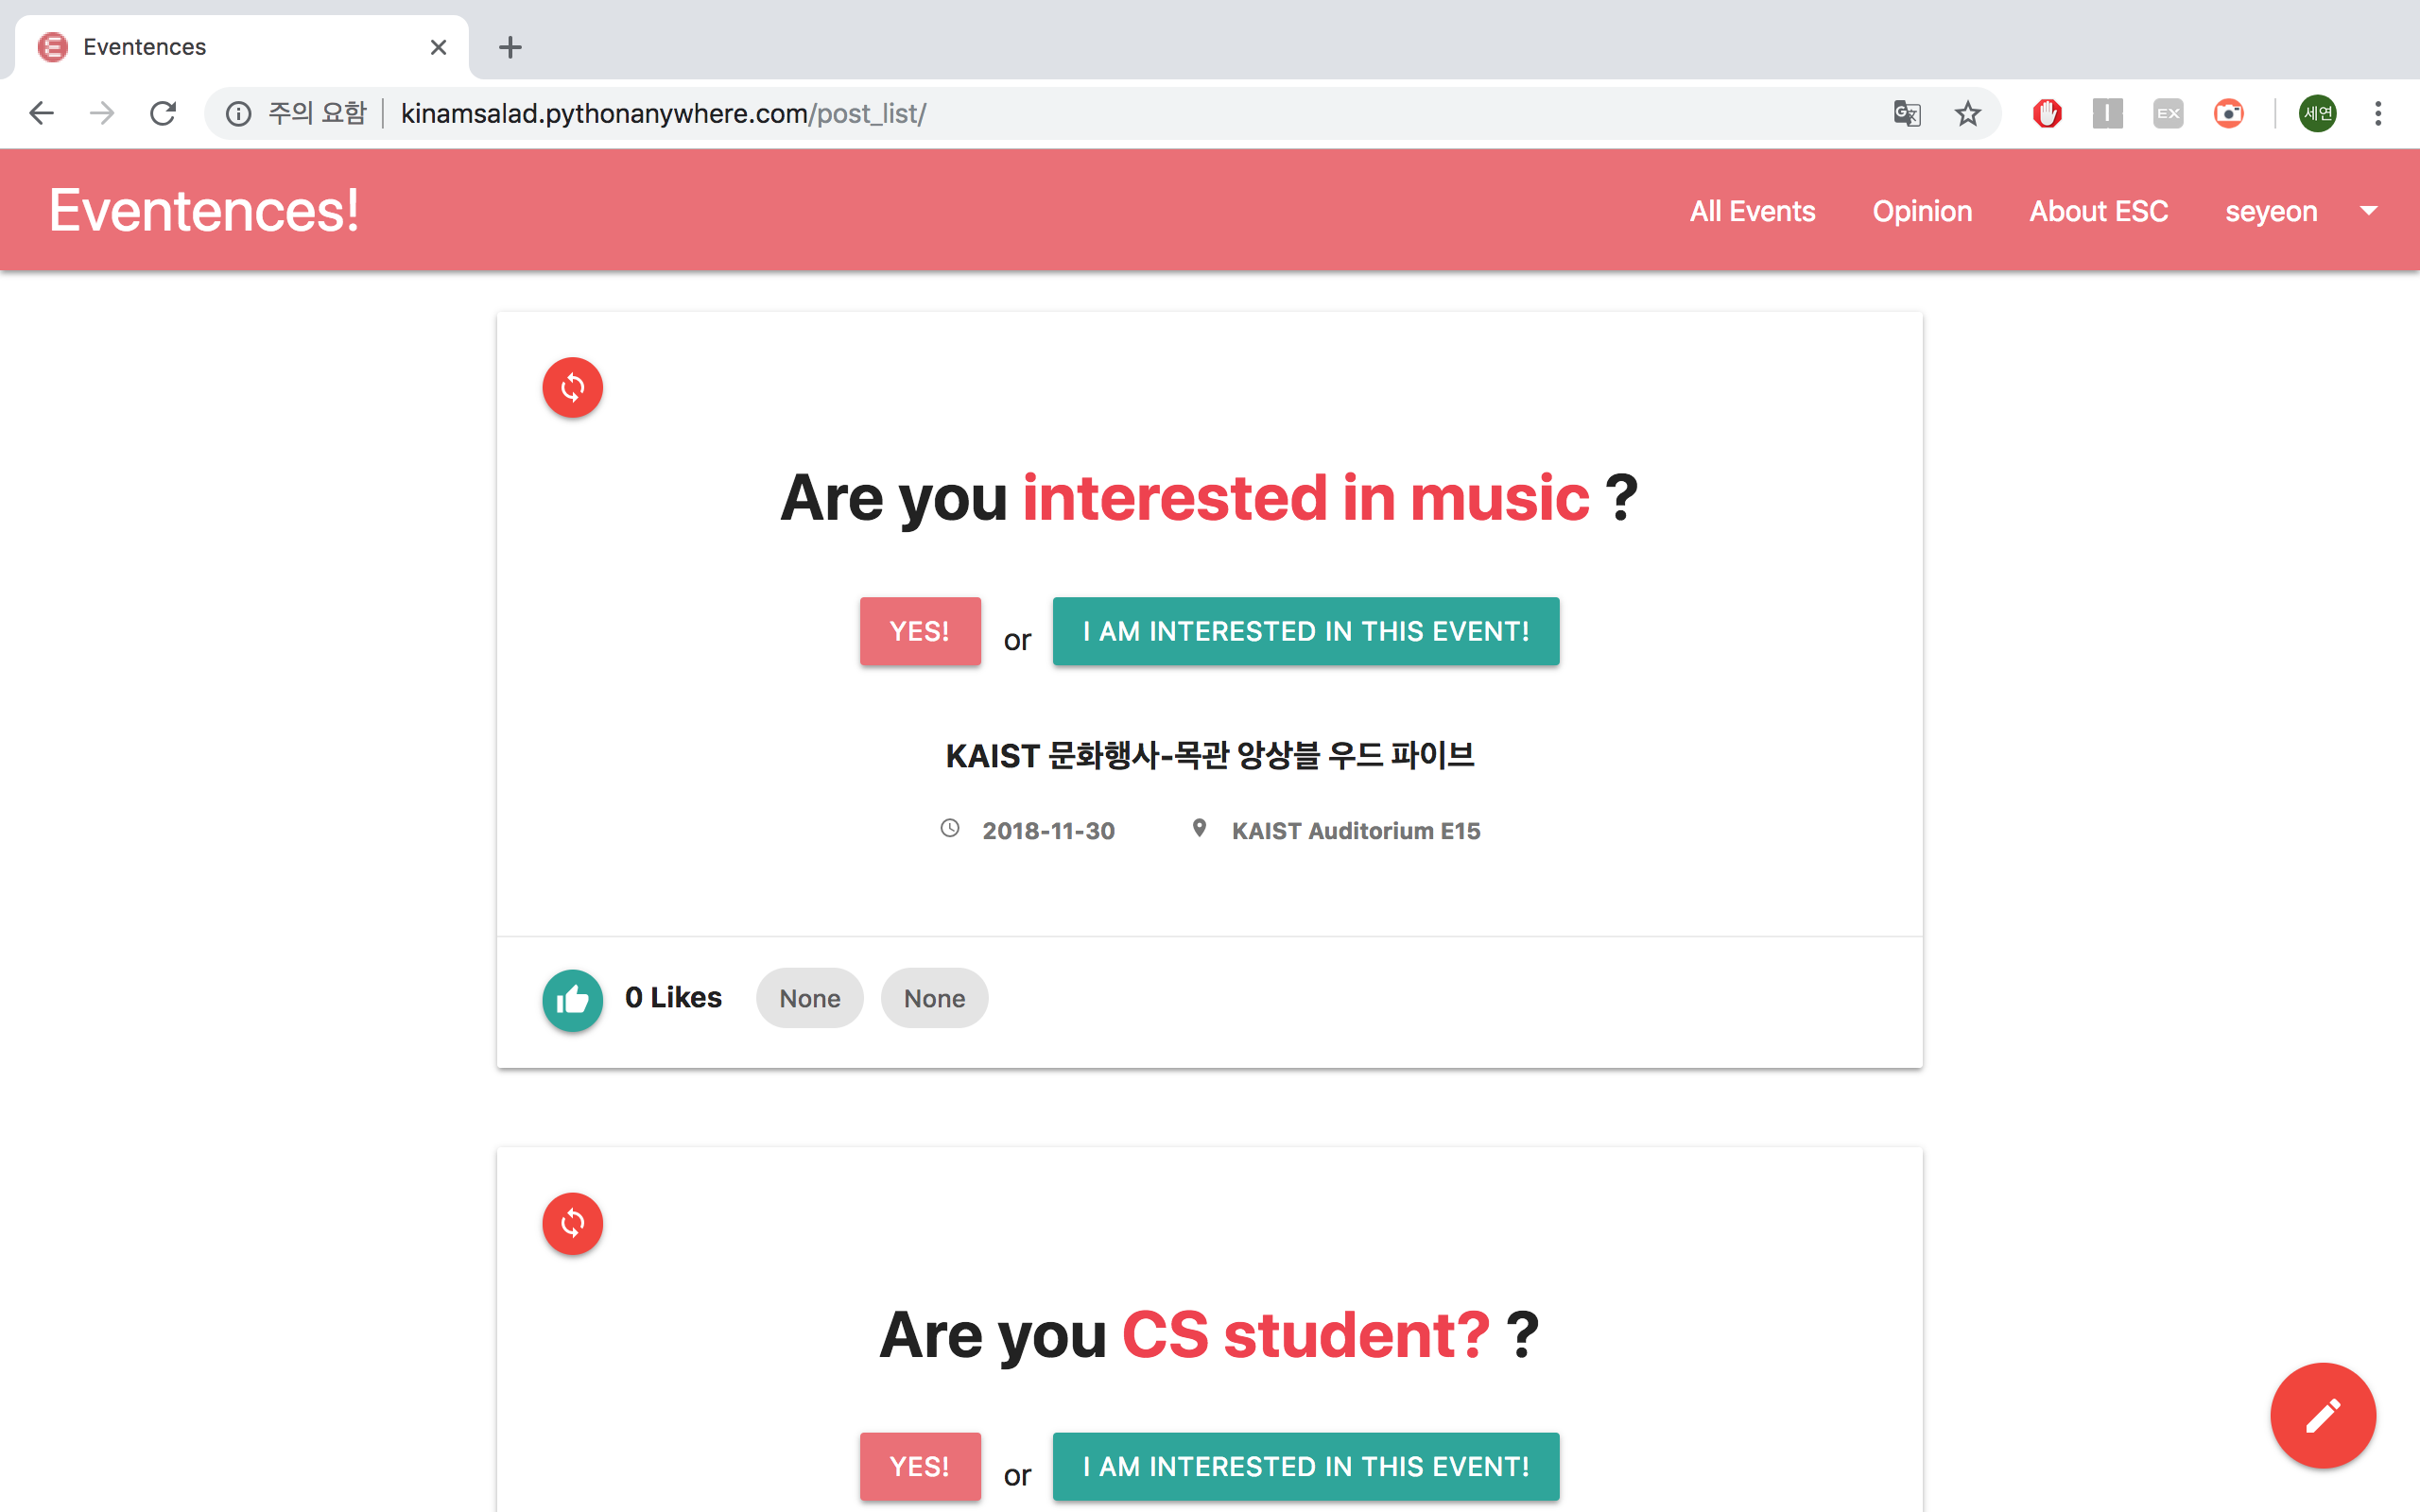 Eventences
주의 요함 kinamsalad.pythonanywhere.com/post_list/
EX
세연
Eventences!
All Events
Opinion
About ESC
seyeon
Are you interested in music ?
YES! or I AM INTERESTED IN THIS EVENT!
KAIST 문화행사-목관 앙상블 우드 파이브
2018-11-30 KAIST Auditorium E15
0 Likes None None
Are you CS student? ?
YES! or I AM INTERESTED IN THIS EVENT!